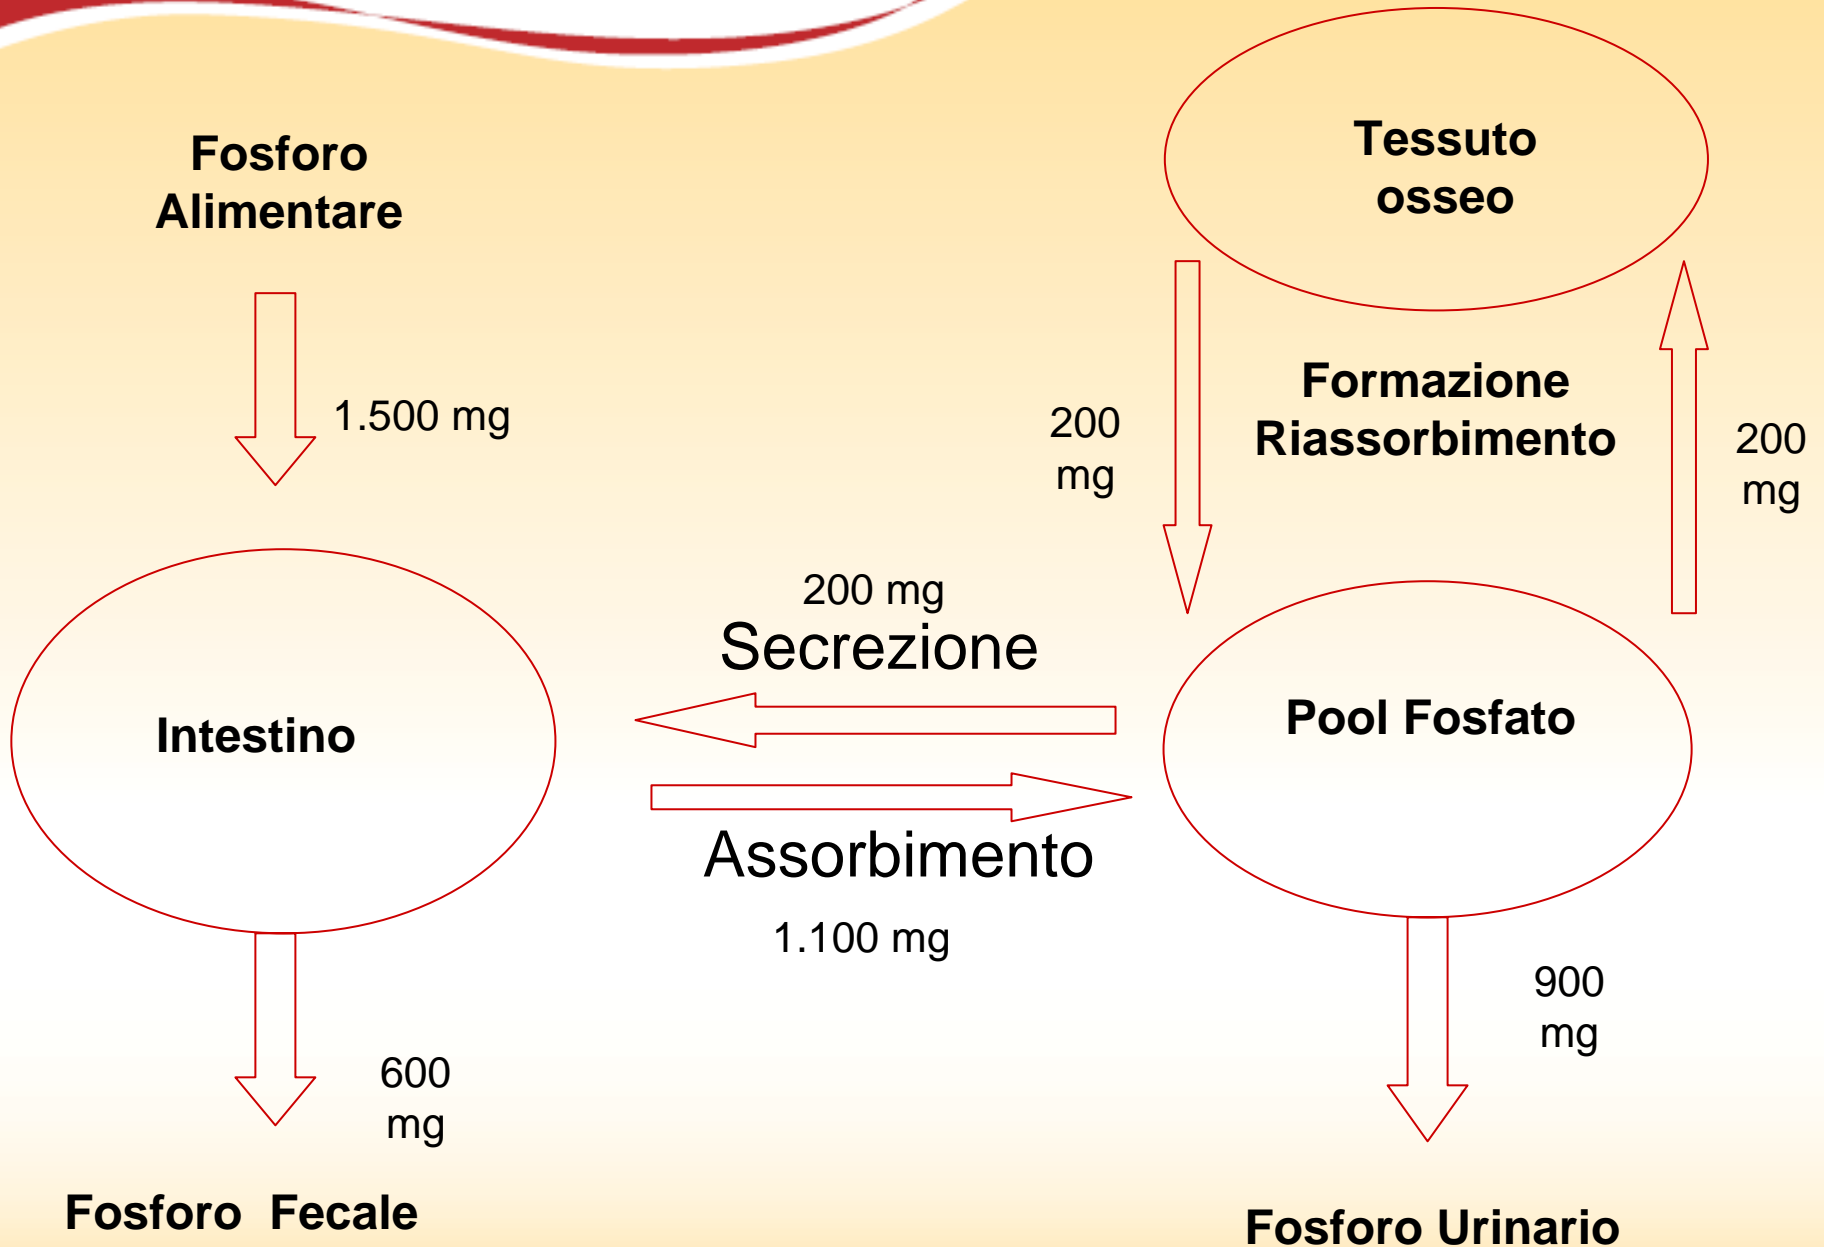 Fosforo
Alimentare
1.500 mg
Tessuto
osseo
Formazione
Riassorbimento
200
mg
200
mg
200 mg
Secrezione
Intestino
Pool Fosfato
Assorbimento
1.100 mg
600
mg
900
mg
Fosforo  Fecale
Fosforo Urinario